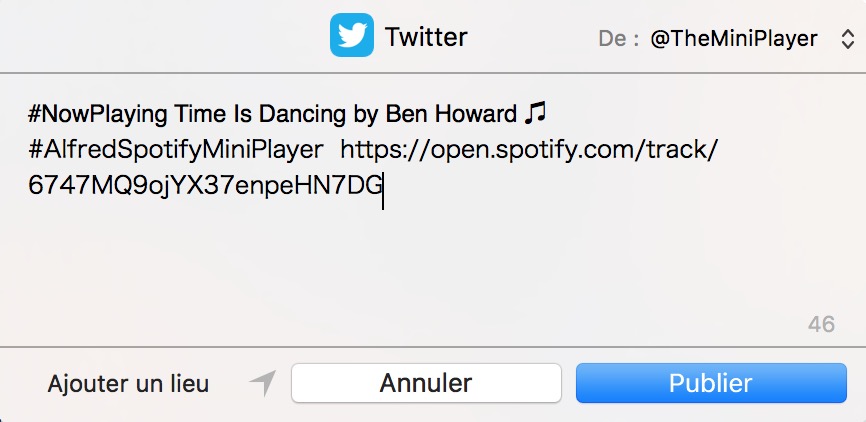 Twitter De : @TheMiniPlayer
#NowPlaying Time Is Dancing by Ben Howard 🎵
#AlfredSpotifyMiniPlayer https://open.spotify.com/track/
6747MQ9ojYX37enpeHN7DG
46
Ajouter un lieu Annuler Publier